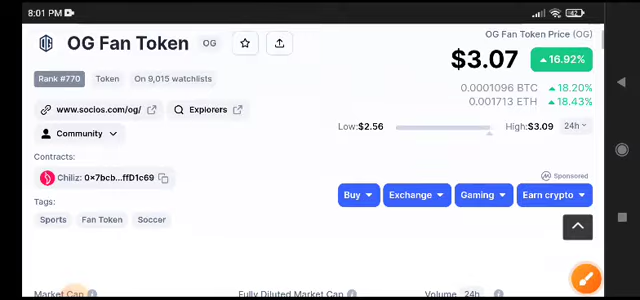 8:01 PM
42
OG Fan Token OG
OG Fan Token Price (OG)
$3.07 16.92%
Rank #770 Token On 9,015 watchlists
0.0001096 BTC 18.20%
0.001713 ETH 18.43%
www.socios.com/og/ Explorers
Low:$2.56 High:$3.09 24h
Community
Contracts:
Sponsored
Chiliz: 0x7bcb...ffD1c69
Buy Exchange Gaming Earn crypto
Tags:
Sports Fan Token Soccer
Market Cap Fully Diluted Market Cap Volume 24h